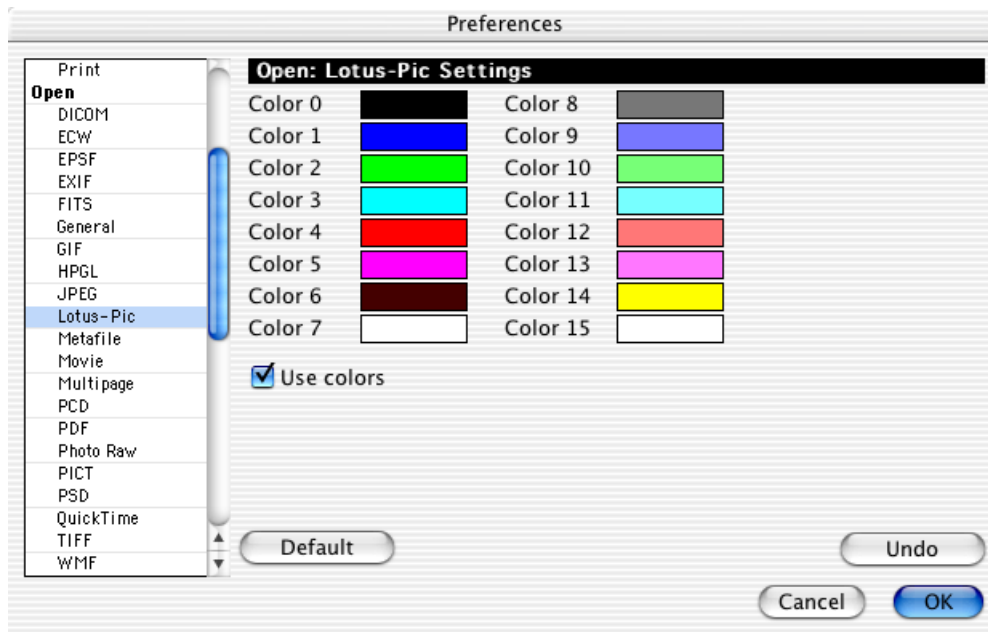 Preferences
Print
Open
DICOM
ECW
EPSF
EXIF
FITS
General
GIF
HPGL
JPEG
Lotus-Pic
Metafile
Movie
Multipage
PCD
PDF
Photo Raw
PICT
PSD
QuickTime
TIFF
WMF
Open: Lotus-Pic Settings
Color 0
Color 1
Color 2
Color 3
Color 4
Color 5
Color 6
Color 7
Color 8
Color 9
Color 10
Color 11
Color 12
Color 13
Color 14
Color 15
Use colors
Default
Undo
Cancel
OK